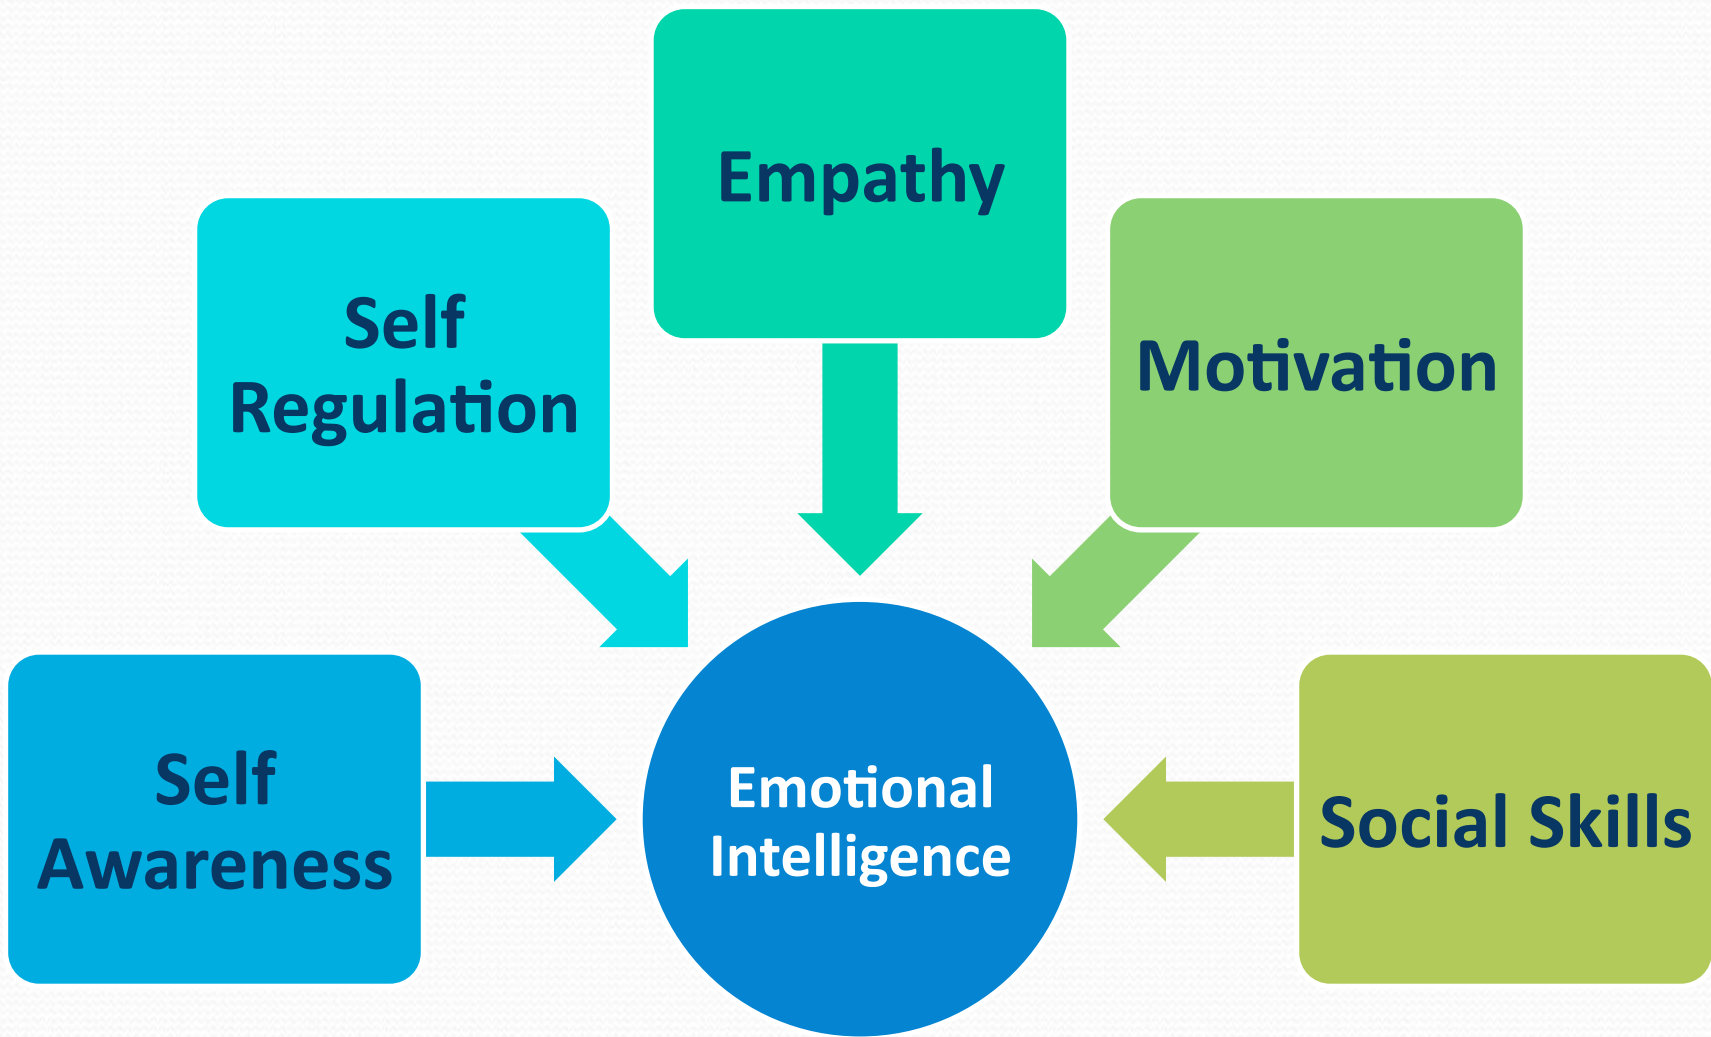 Empathy
Self
Regulation
Motivation
Self
Awareness
Emotional
Intelligence
Social Skills